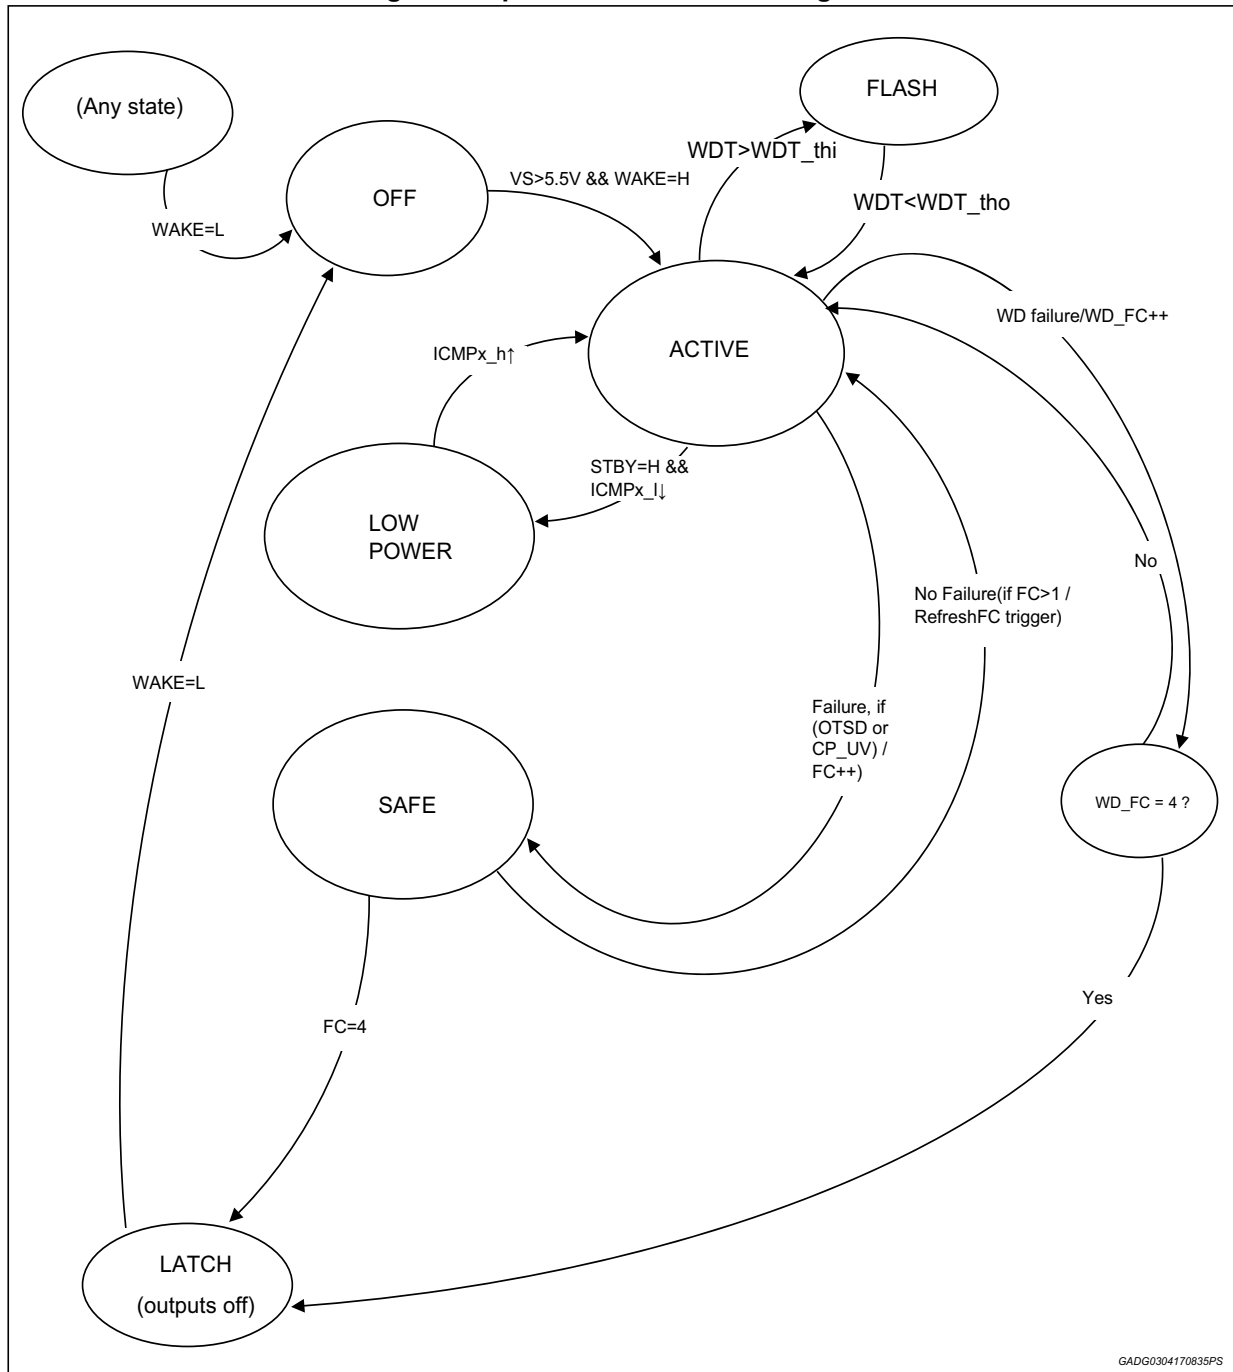 (Any state)
FLASH
WDT>WDT_thi
VS>5.5V && WAKE=H
OFF
WDT<WDT_tho
WAKE=L
WD failure/WD_FC++
ICMPx_h↑
ACTIVE
STBY=H &&
ICMPx_l↓
LOW
POWER
No
No Failure(if FC>1 /
RefreshFC trigger)
WAKE=L
Failure, if
(OTSD or
CP_UV) /
FC++)
SAFE
WD_FC = 4 ?
Yes
FC=4
LATCH
(outputs off)
GADG0304170835PS